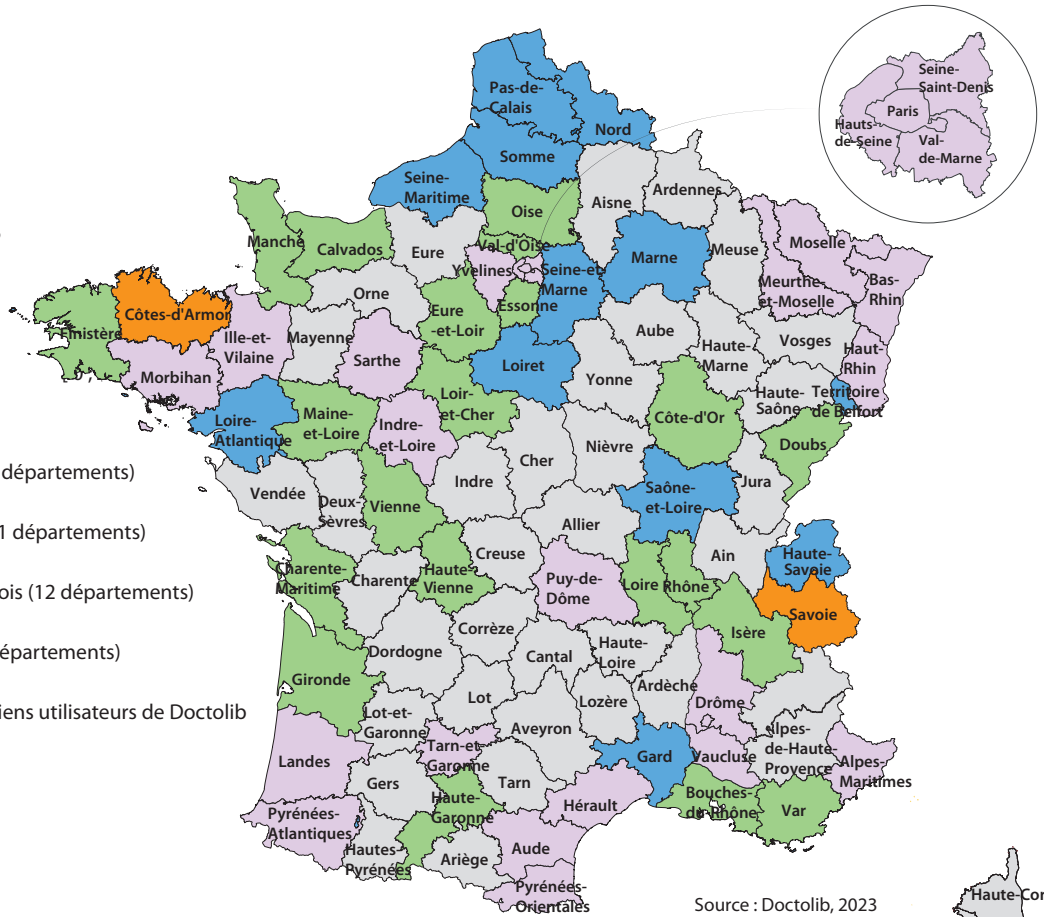 Seine-
Saint-Denis
Paris
Hauts-
de-Seine
Val-
de-Marne
Pas-de-
Calais
Nord
Somme
Seine-
Maritime
Oise
Aisne
Ardennes
Manche
Calvados
Eure
Val-d'Oise
Yvelines
Seine-et-
Marne
Essonne
Marne
Meuse
Moselle
Meurthe-
et-Moselle
Bas-
Rhin
Haut-
Rhin
Côtes-d'Armor
Finistère
Morbihan
Ille-et-
Vilaine
Orne
Mayenne
Sarthe
Eure
-et-Loir
Loiret
Aube
Haute-
Marne
Vosges
Yonne
Haute-
Saône
Territoire
de Belfort
Loire-
Atlantique
Maine-
et-Loire
Indre-
et-Loire
Loir-
et-Cher
Côte-d'Or
Doubs
Nièvre
Cher
Indre
départements)
Vendée
Deux-
Sèvres
Vienne
Saône-
et-Loire
Jura
1 départements)
Allier
Creuse
Ain
Haute-
Savoie
Charente-
Maritime
Charente
Haute-
Vienne
Puy-de-
Dôme
Loire
Rhône
Savoie
ois (12 départements)
Isère
Corrèze
Dordogne
Cantal
Haute-
Loire
départements)
Gironde
Lot
Lozère
Ardèche
Drôme
iens utilisateurs de Doctolib
Lot-et-
Garonne
Aveyron
Alpes-
de-Haute-
Provence
Landes
Tarn-et-
Garonne
Gard
Vaucluse
Alpes-
Maritimes
Gers
Tarn
Haute-
Garonne
Hérault
Bouches-
du-Rhône
Var
Pyrénées-
Atlantiques
Hautes-
Pyrénées
Ariège
Aude
Pyrénées-
Orientales
Source : Doctolib, 2023
Haute-Cor